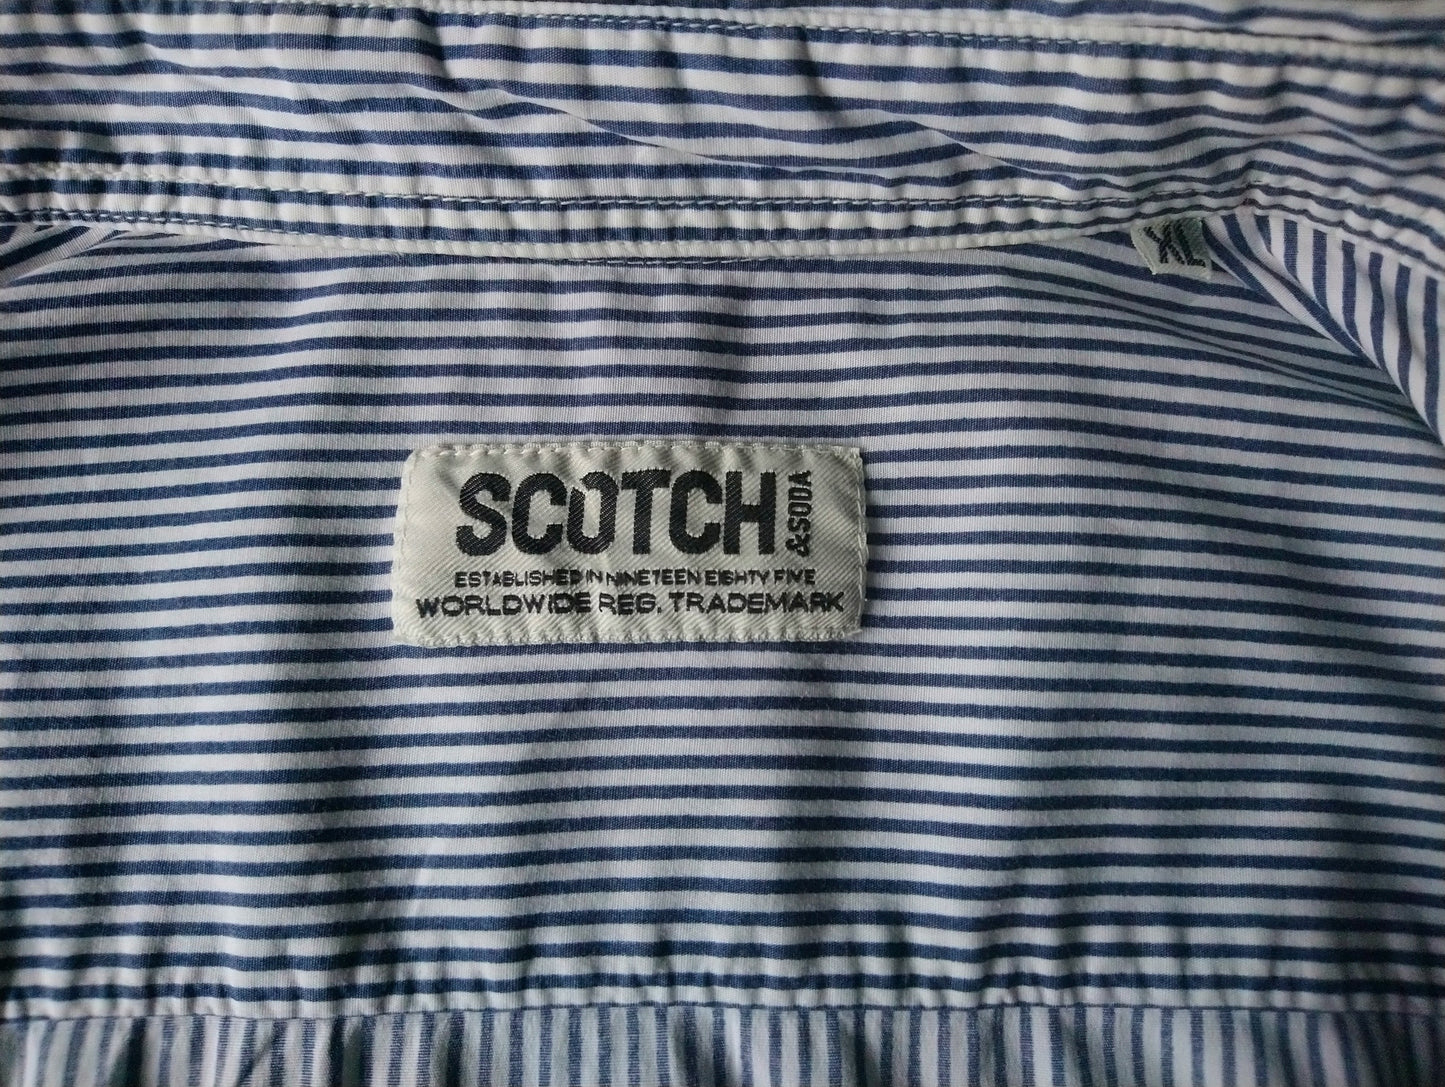 XL
SCOTCH
&SODA
ESTABLISHED IN NINETEEN EIGHTY FIVE
WORLDWIDE REG. TRADEMARK